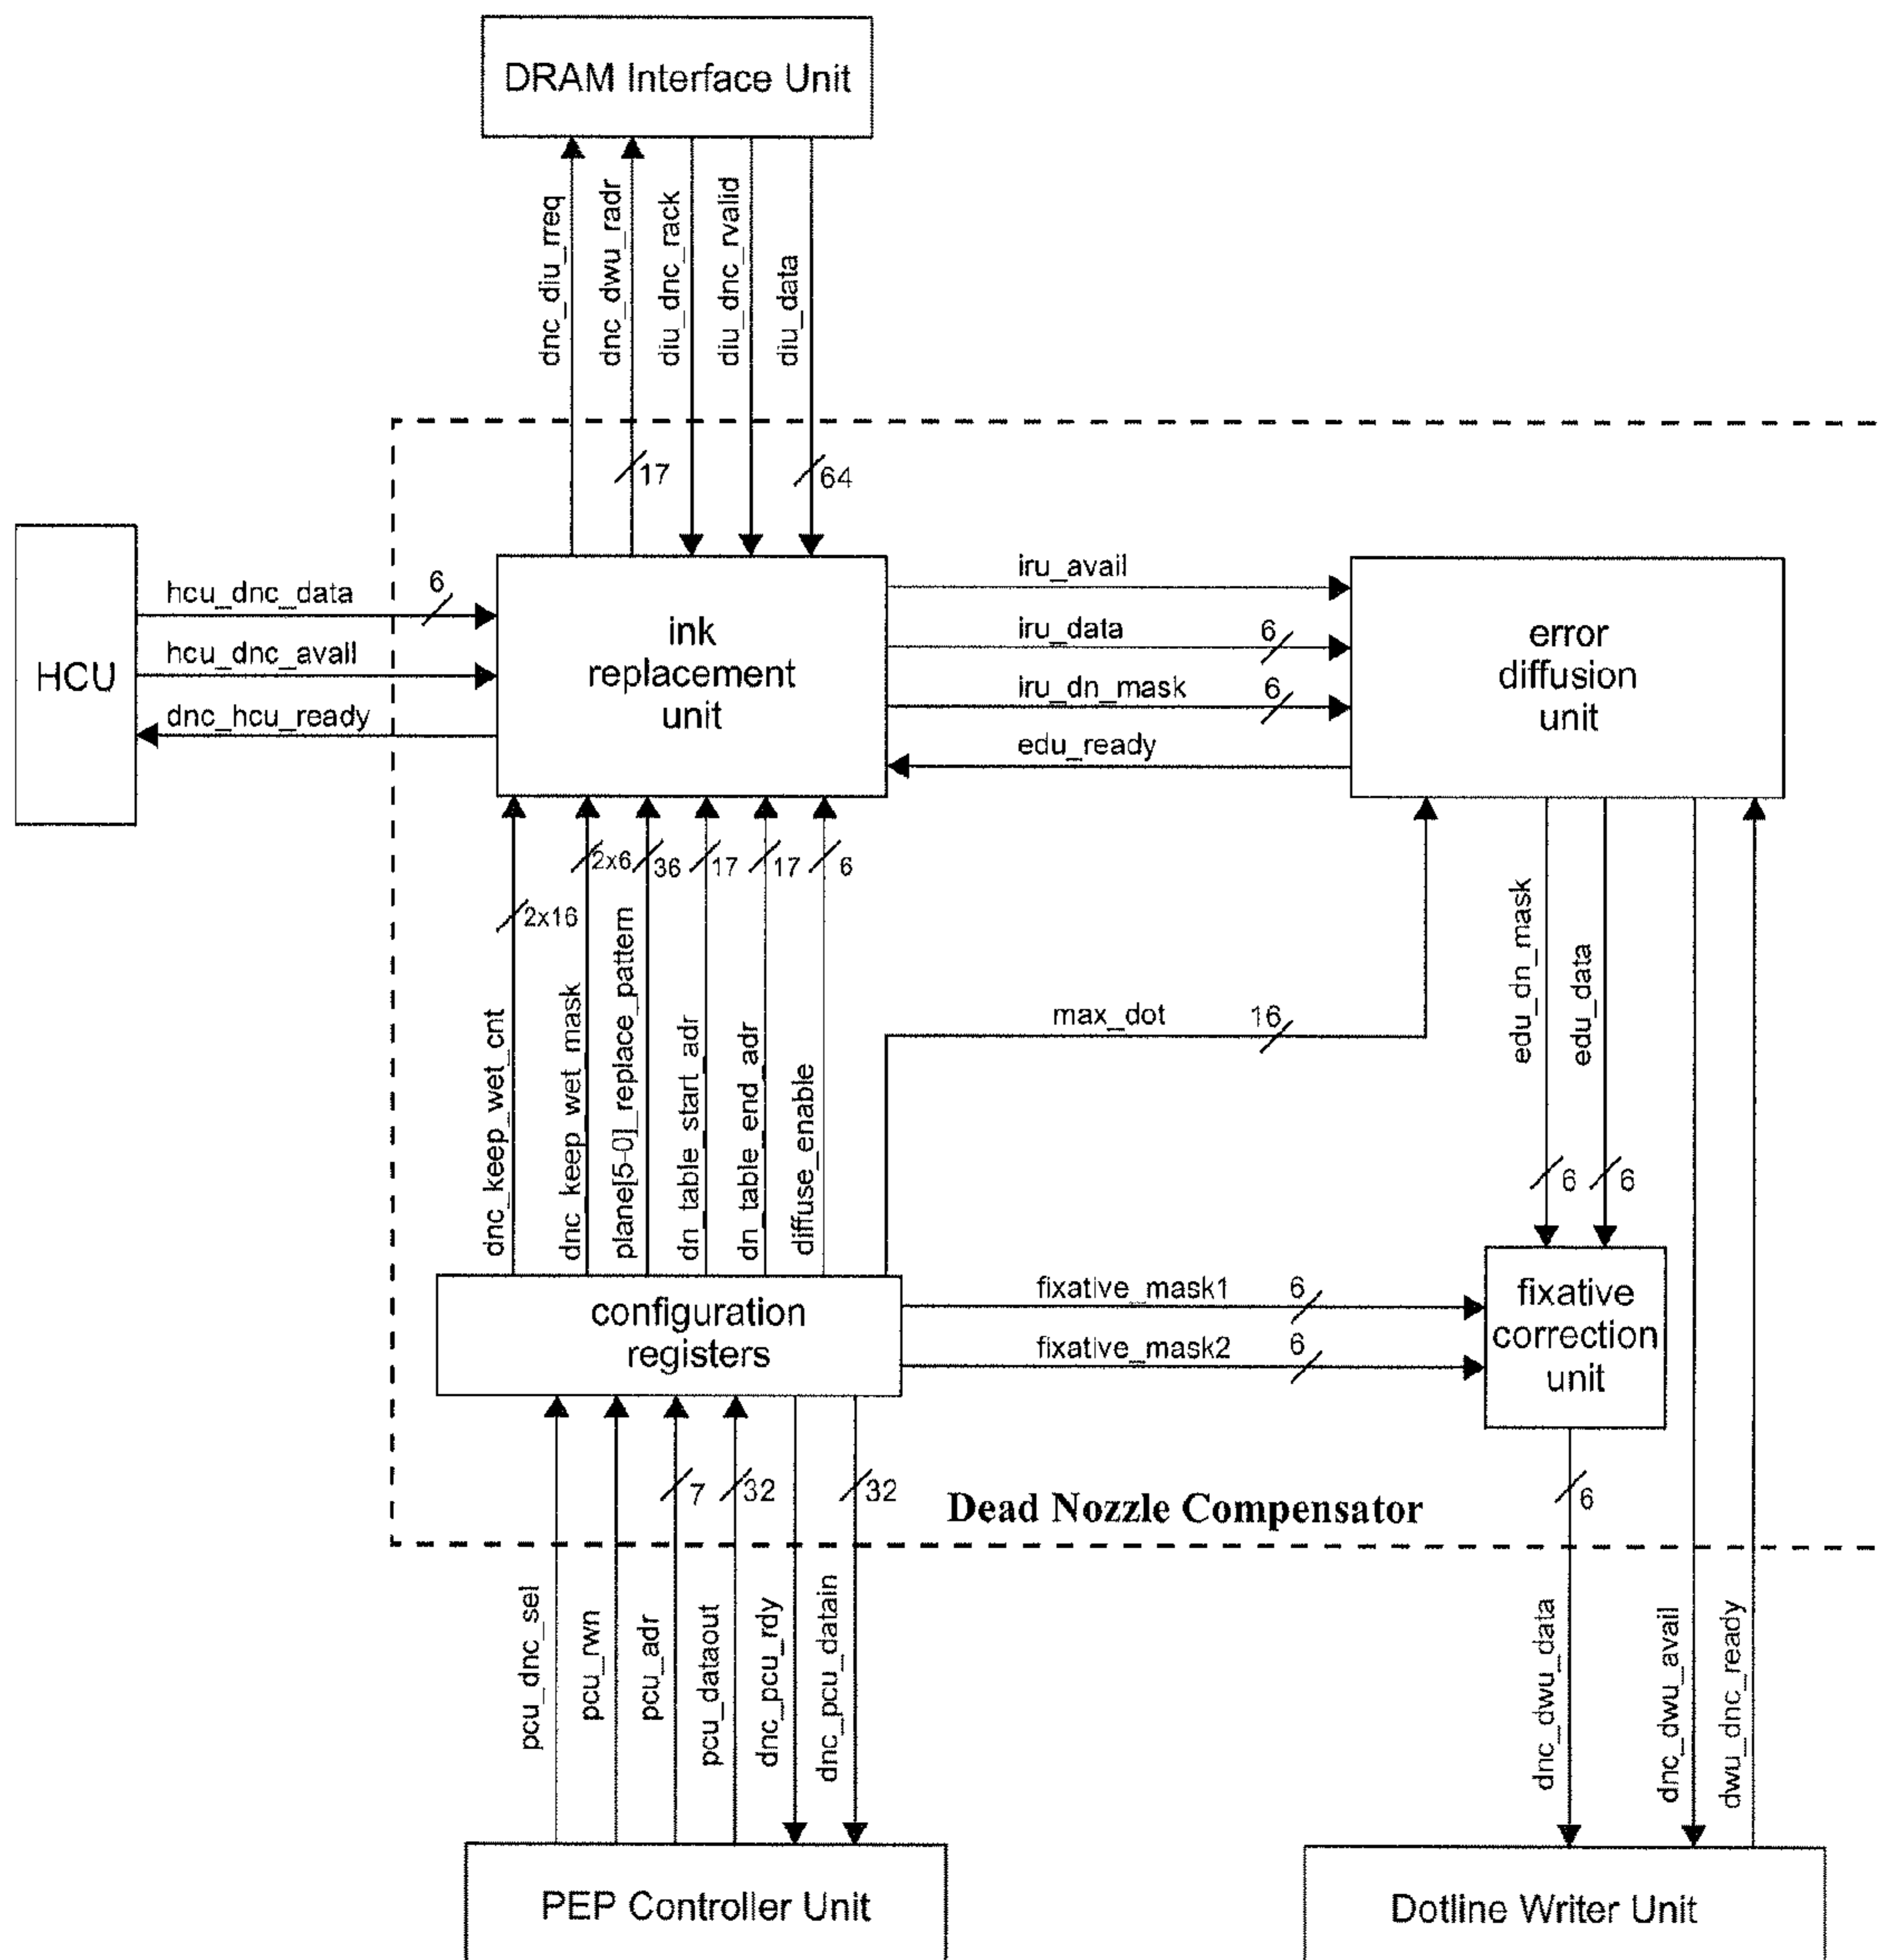 DRAM Interface Unit
dnc_diu_rreq
dnc_dwu_radr
diu_dnc_rack
diu_dnc_rvalid
diu_data
17
64
HCU
hcu_dnc_data
6
hcu_dnc_avail
dnc_hcu_ready
ink
replacement
unit
iru_avail
iru_data
6
iru_dn_mask
6
edu_ready
error
diffusion
unit
2x16
2x6
36
17
17
6
dnc_keep_wet_cnt
dnc_keep_wet_mask
plane[5-0]_replace_pattern
dn_table_start_adr
dn_table_end_adr
diffuse_enable
max_dot
16
edu_dn_mask
edu_data
6
6
configuration
registers
fixative_mask1
6
fixative_mask2
6
fixative
correction
unit
7
32
32
6
Dead Nozzle Compensator
pcu_dnc_sel
pcu_rwn
pcu_adr
pcu_dataout
dnc_pcu_rdy
dnc_pcu_datain
dnc_dwu_data
dnc_dwu_avail
dwu_dnc_ready
PEP Controller Unit
Dotline Writer Unit